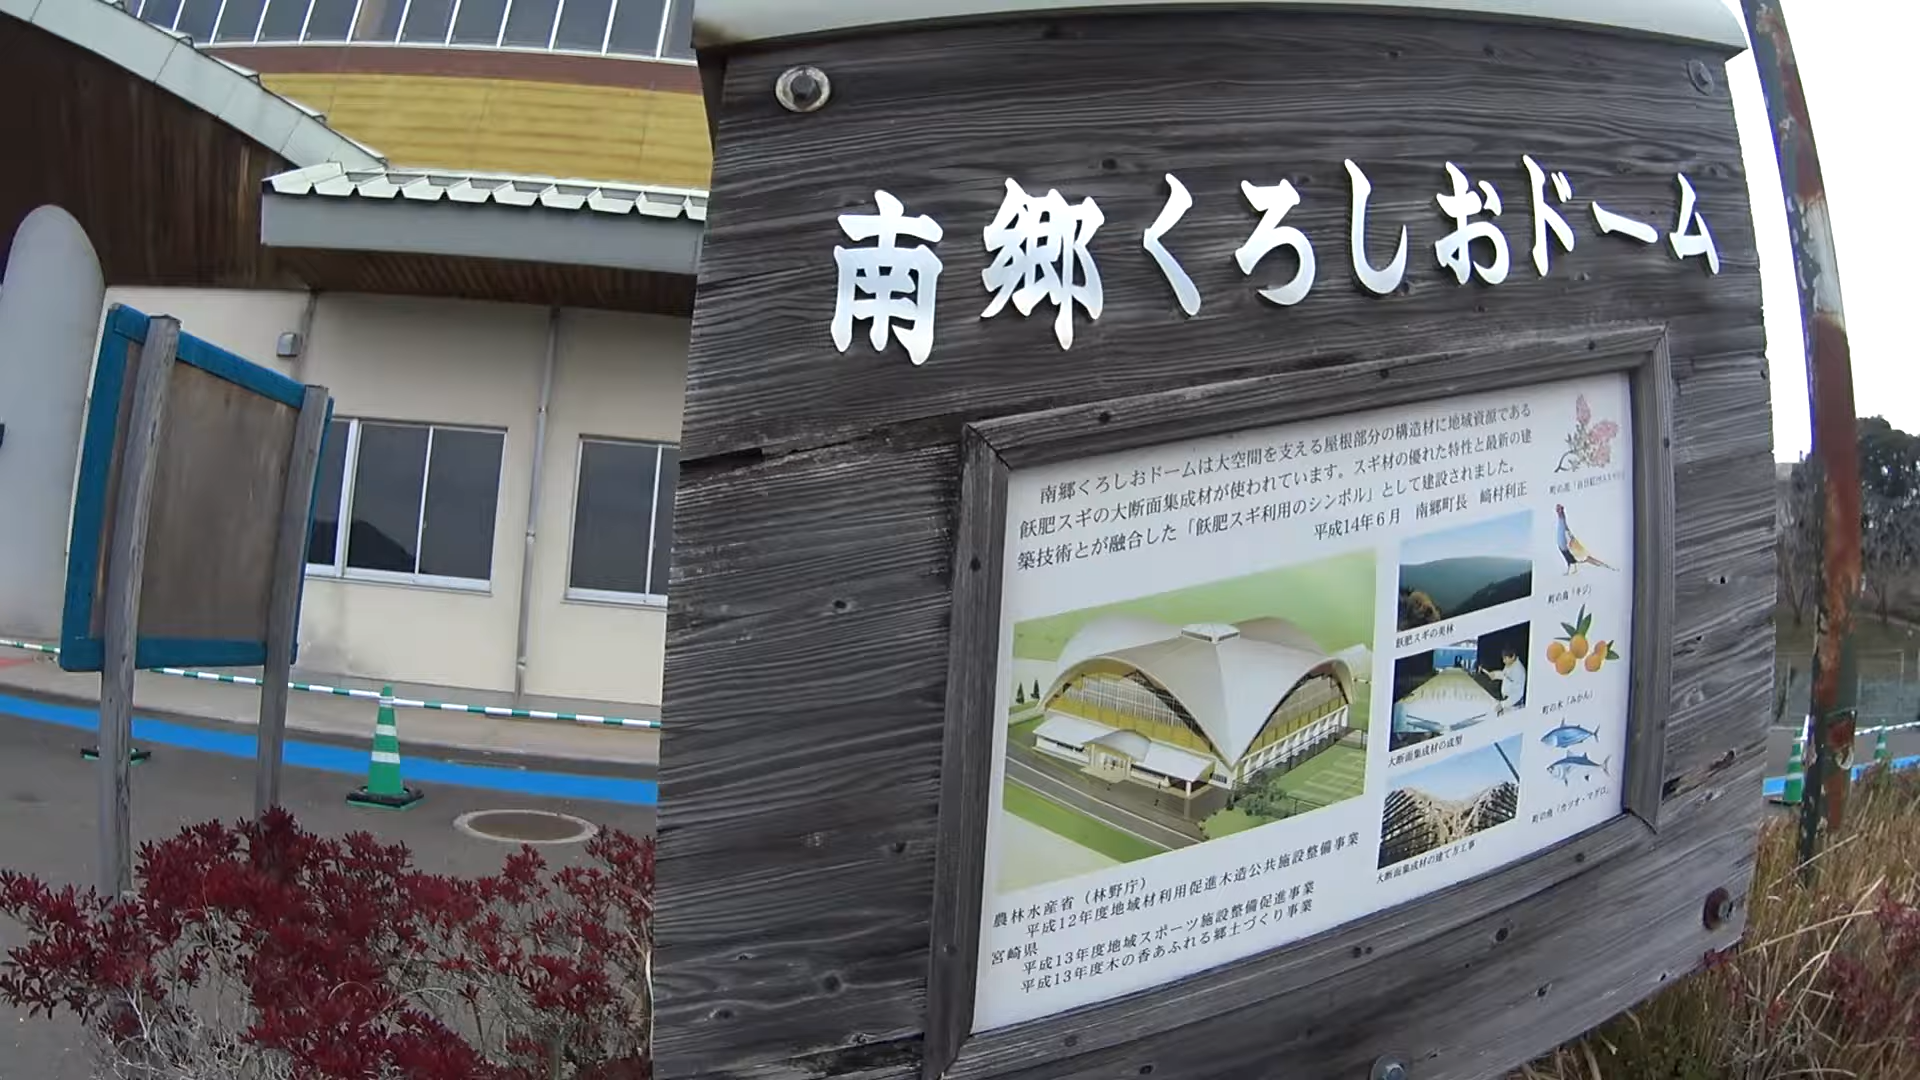 南郷くろしおドーム
南郷くろしおドームは大空間を支える屋根部分の構造材に地域資源である
飫肥スギの大断面集成材が使われています。スギ材の優れた特性と最新の建
築技術とが融合した「飫肥スギ利用のシンボル」として建設されました。
平成14年6月 南郷町長 﨑村利正
飫肥スギの美林
大断面集成材の成型
大断面集成材の建て方工事
町の鳥「キジ」
町の木「みかん」
町の魚「カツオ・マグロ」
農林水産省（林野庁）
平成12年度地域材利用促進木造公共施設整備事業
宮崎県
平成13年度地域スポーツ施設整備促進事業
平成13年度木の香あふれる郷土づくり事業